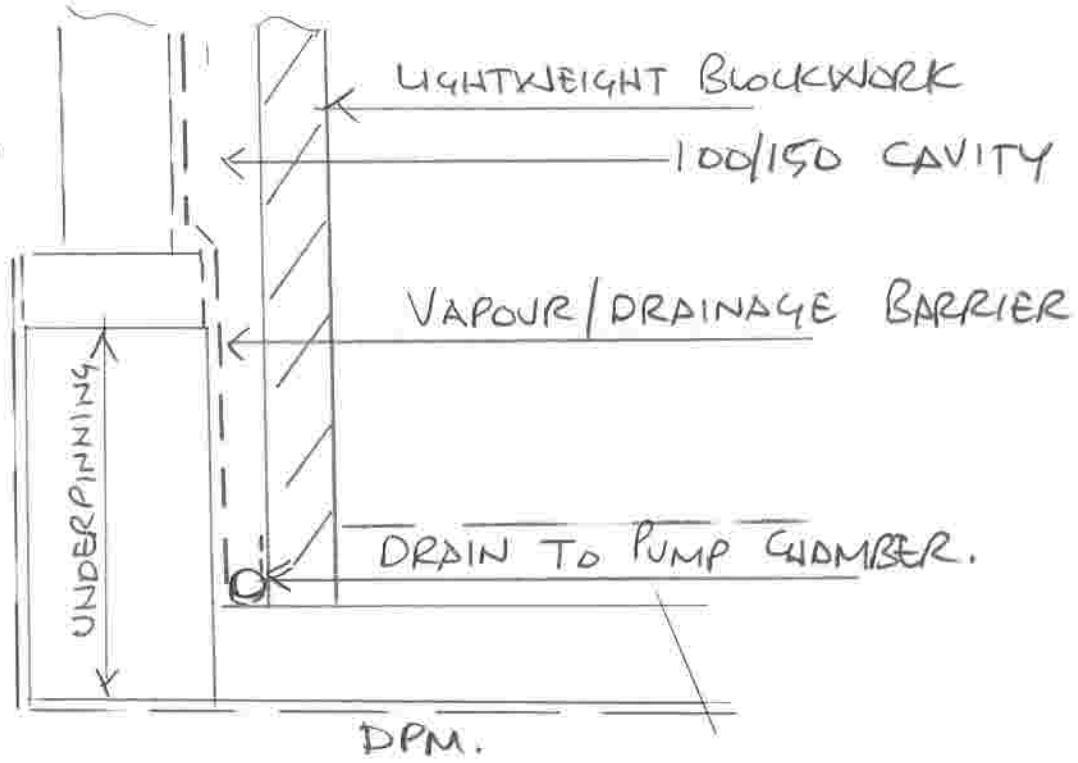 LIGHTWEIGHT BLOCKWORK
100/150 CAVITY
VAPOUR/DRAINAGE BARRIER
UNDERPINNING
DRAIN TO PUMP CHAMBER.
DPM.